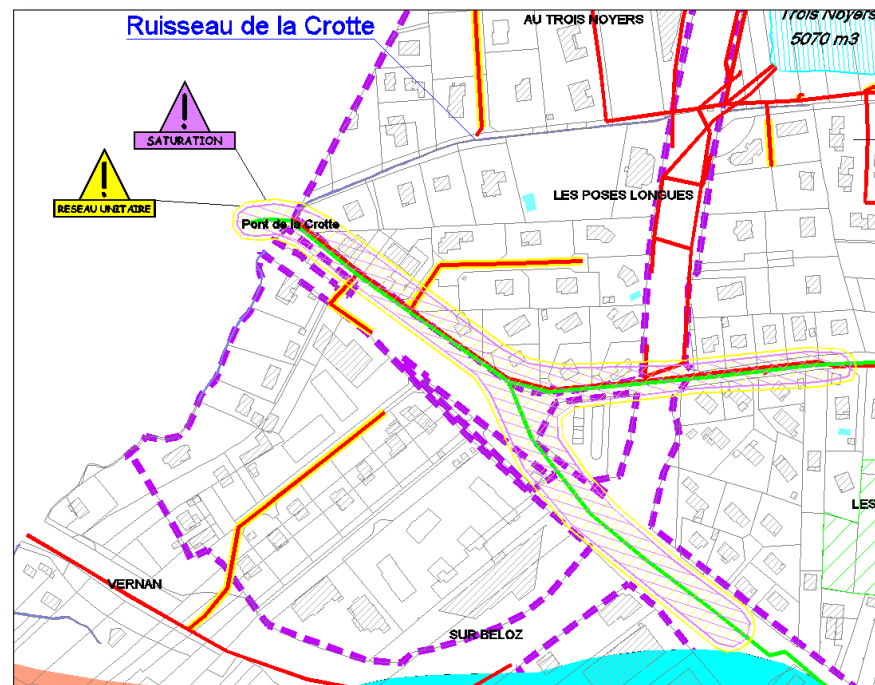 Ruisseau de la Crotte
AU TROIS NOYERS
Trois Noyers
5070 m3
!
SATURATION
!
RESEAU UNITAIRE
LES POSES LONGUES
Pont de la Crotte
LES
VERNAN
SUR BELOZ